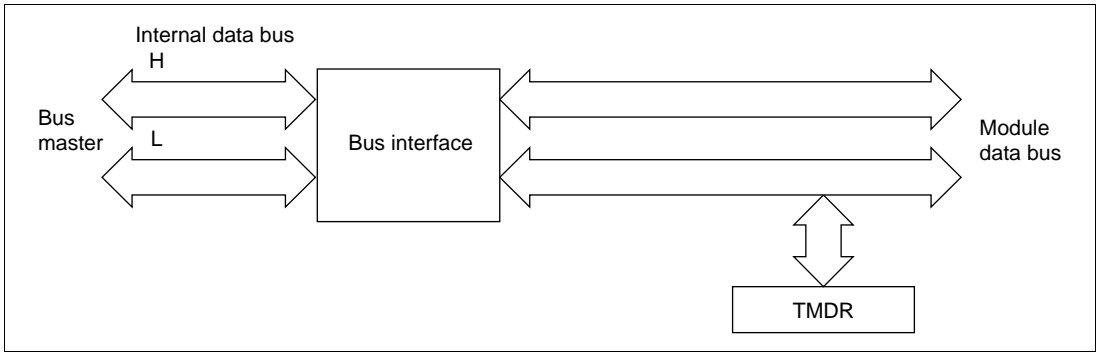 Internal data bus
H
Bus
master
L
Bus interface
Module
data bus
TMDR